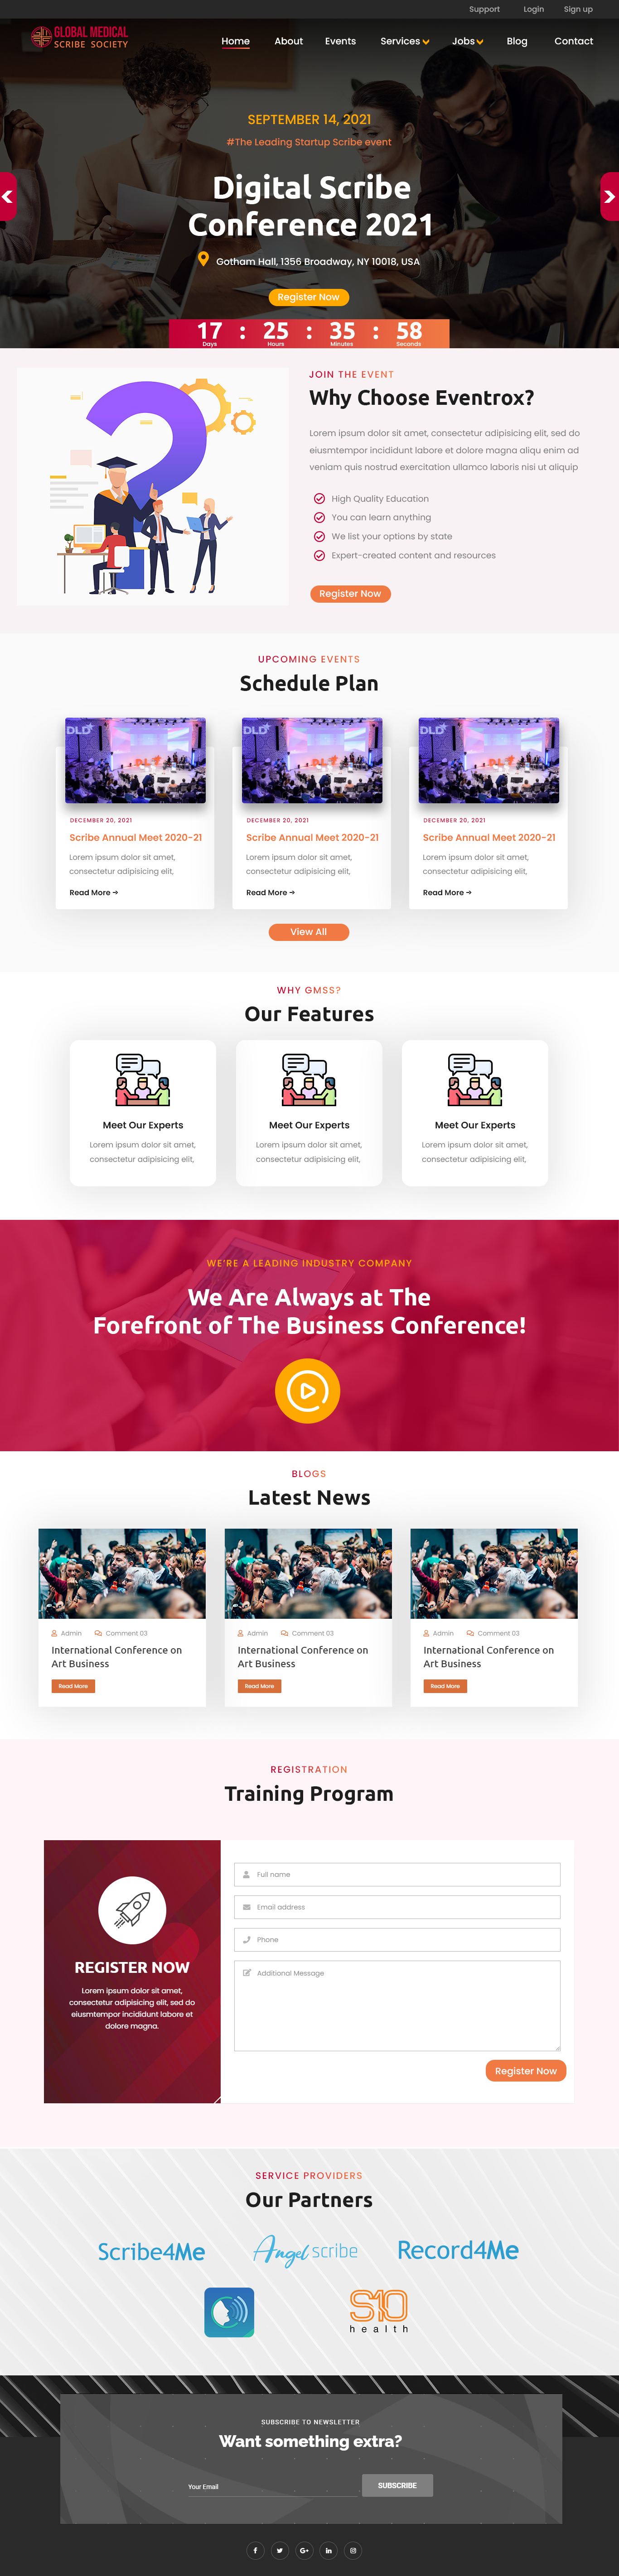 Support Login Sign up
GLOBAL MEDICAL
SCRIBE SOCIETY
Home About Events Services Jobs Blog Contact
SEPTEMBER 14, 2021
#The Leading Startup Scribe event
Digital Scribe
Conference 2021
Gotham Hall, 1356 Broadway, NY 10018, USA
Register Now
17 : 25 : 35 : 58
Days Hours Minutes Seconds
JOIN THE EVENT
Why Choose Eventrox?
Lorem ipsum dolor sit amet, consectetur adipisicing elit, sed do
eiusmtempor incididunt labore et dolore magna aliqu enim ad
veniam quis nostrud exercitation ullamco laboris nisi ut aliquip
High Quality Education
You can learn anything
We list your options by state
Expert-created content and resources
Register Now
UPCOMING EVENTS
Schedule Plan
DLD DLD DLD
DECEMBER 20, 2021 DECEMBER 20, 2021 DECEMBER 20, 2021
Scribe Annual Meet 2020-21 Scribe Annual Meet 2020-21 Scribe Annual Meet 2020-21
Lorem ipsum dolor sit amet, Lorem ipsum dolor sit amet, Lorem ipsum dolor sit amet,
consectetur adipisicing elit, consectetur adipisicing elit, consectetur adipisicing elit,
Read More → Read More → Read More →
View All
WHY GMSS?
Our Features
Meet Our Experts Meet Our Experts Meet Our Experts
Lorem ipsum dolor sit amet, Lorem ipsum dolor sit amet, Lorem ipsum dolor sit amet,
consectetur adipisicing elit, consectetur adipisicing elit, consectetur adipisicing elit,
WE'RE A LEADING INDUSTRY COMPANY
We Are Always at The
Forefront of The Business Conference!
BLOGS
Latest News
Admin Comment 03 Admin Comment 03 Admin Comment 03
International Conference on International Conference on International Conference on
Art Business Art Business Art Business
Read More Read More Read More
REGISTRATION
Training Program
REGISTER NOW
Lorem ipsum dolor sit amet,
consectetur adipisicing elit, sed do
eiusmtempor incididunt labore et
dolore magna.
Full name
Email address
Phone
Additional Message
Register Now
SERVICE PROVIDERS
Our Partners
Scribe4Me Angel scribe Record4Me
S10
health
SUBSCRIBE TO NEWSLETTER
Want something extra?
Your Email SUBSCRIBE